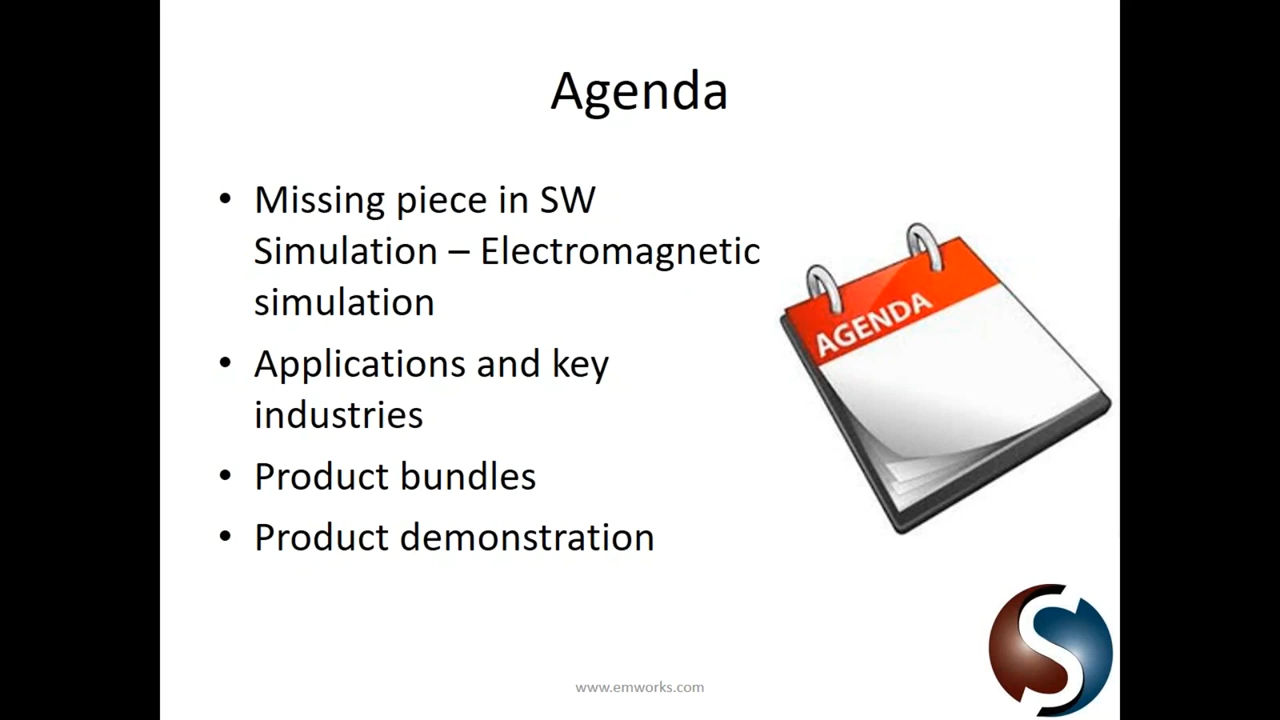 Agenda
• Missing piece in SW
Simulation – Electromagnetic
simulation
• Applications and key
industries
• Product bundles
• Product demonstration
AGENDA
S
www.emworks.com